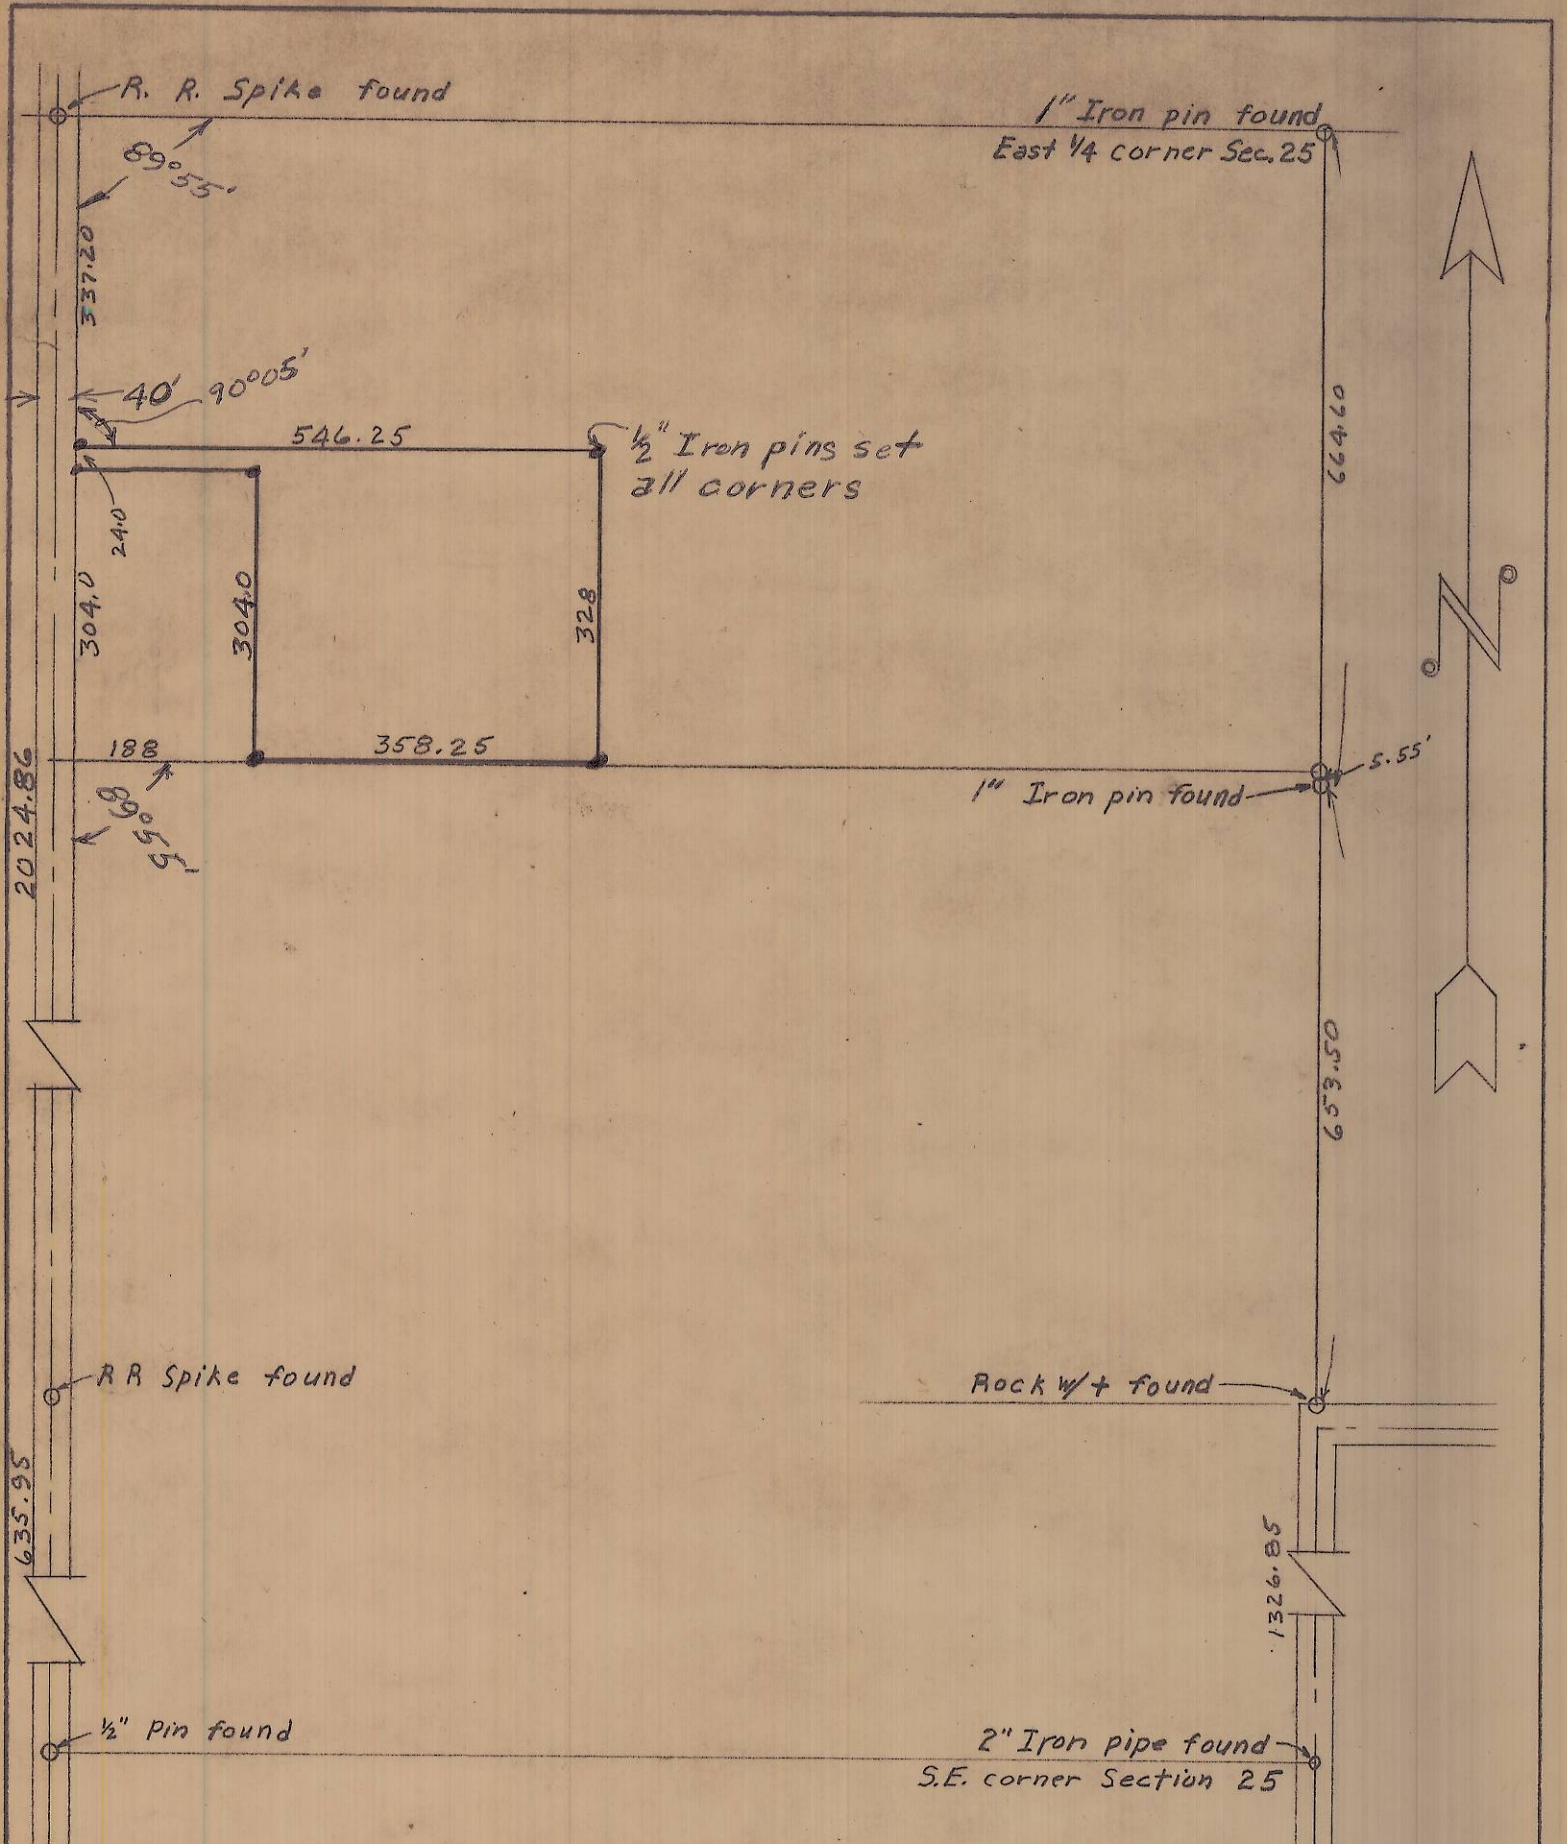 R. R. Spike found
1" Iron pin found
East 1/4 corner Sec. 25
89°55'
337.20
40'
90°05'
546.25
1/2" Iron pins set
all corners
664.60
24.0
304.0
304.0
328
N
188
358.25
89°55'
2024.86
5.55'
1" Iron pin found
653.50
RR Spike found
Rock w/+ found
635.95
1326.85
1/2" Pin found
2" Iron pipe found
S.E. corner Section 25